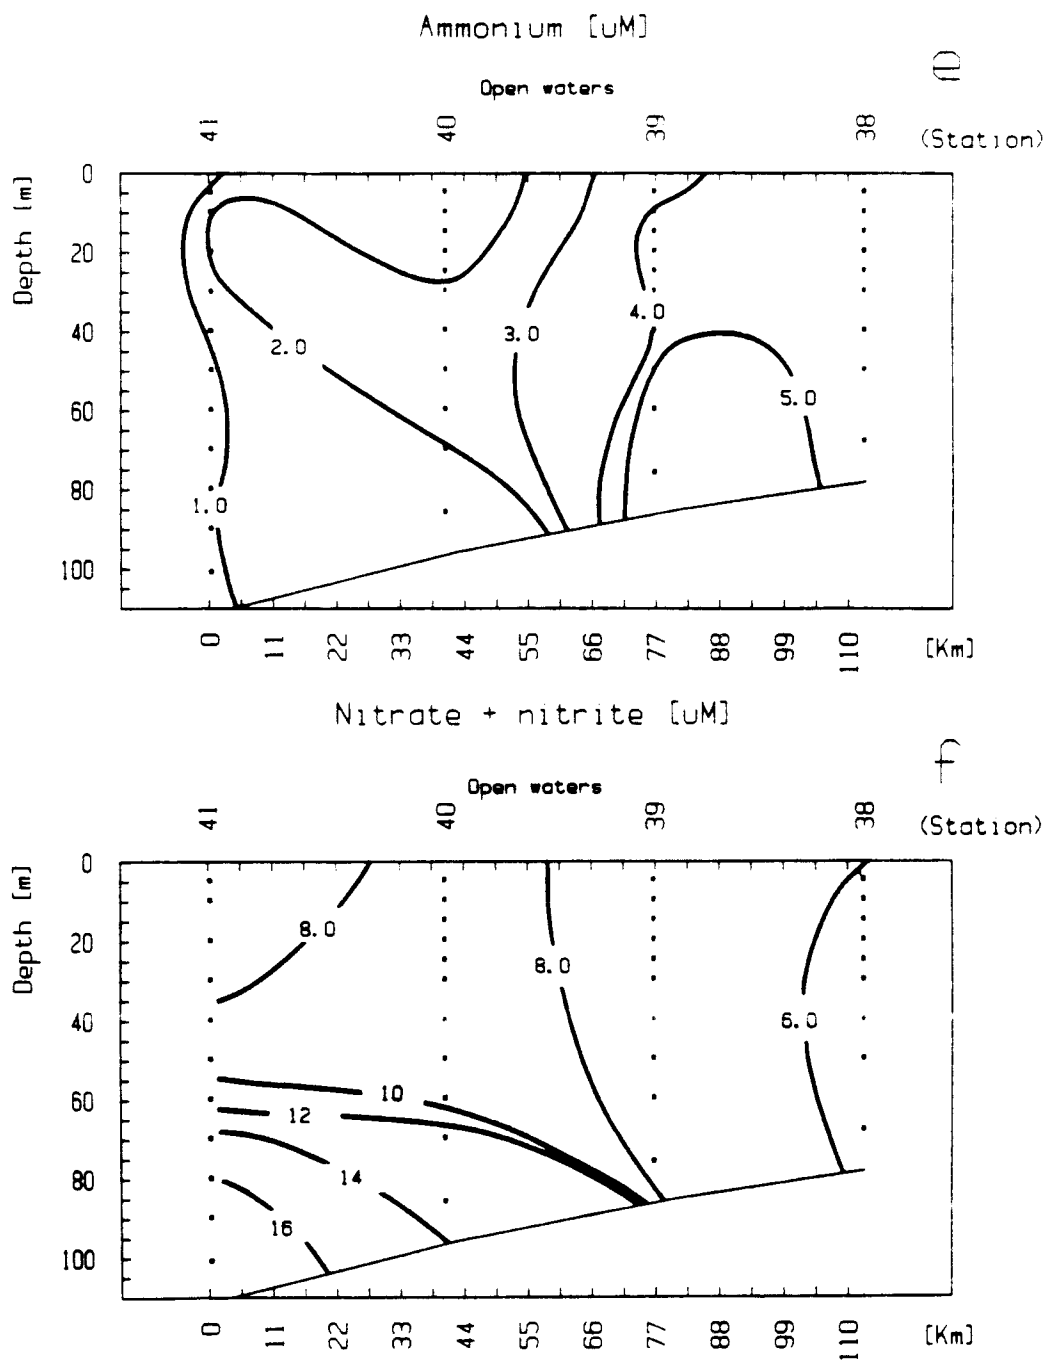 Ammonium [uM]
e
Open waters
41 40 39 38 (Station)
Depth [m]
0
20
40
60
80
100
1.0 2.0 3.0 4.0 5.0
0 11 22 33 44 55 66 77 88 99 110 [Km]
Nitrate + nitrite [uM]
f
Open waters
41 40 39 38 (Station)
Depth [m]
0
20
40
60
80
100
8.0 8.0 6.0
10
12
14
16
0 11 22 33 44 55 66 77 88 99 110 [Km]